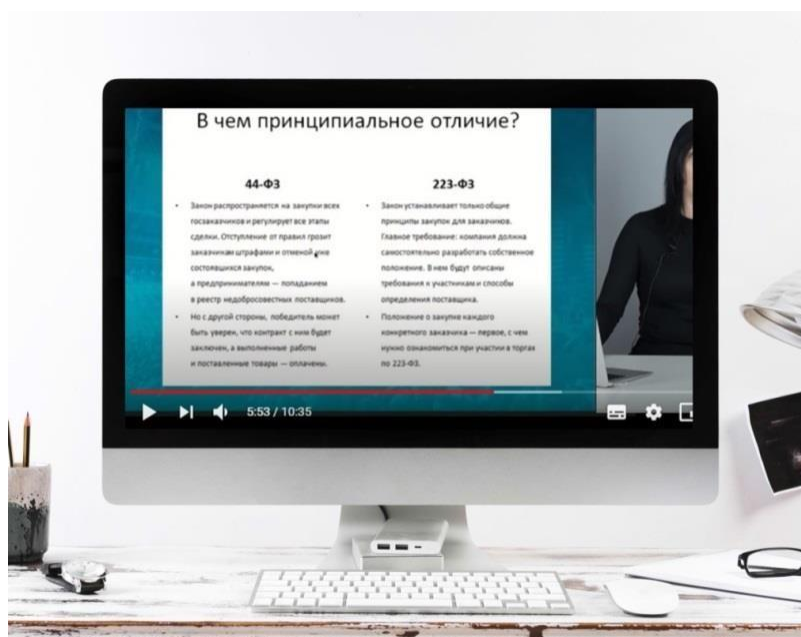 В чем принципиальное отличие?
44-ФЗ
• Закон распространяется на закупки всех
госзаказчиков и регулирует все этапы
сделки. Отступление от правил грозит
заказчикам штрафами и отменой уже
состоявшихся закупок,
а предпринимателям — попаданием
в реестр недобросовестных поставщиков.
• Но с другой стороны, победитель может
быть уверен, что контракт с ним будет
заключен, а выполненные работы
и поставленные товары — оплачены.
223-ФЗ
• Закон устанавливает только общие
принципы закупок для заказчиков.
Главное требование: компания должна
самостоятельно разработать собственное
положение. В нем будут описаны
требования к участникам и способы
определения поставщика.
• Положение о закупке каждого
конкретного заказчика — первое, с чем
нужно ознакомиться при участии в торгах
по 223-ФЗ.
5:53 / 10:35